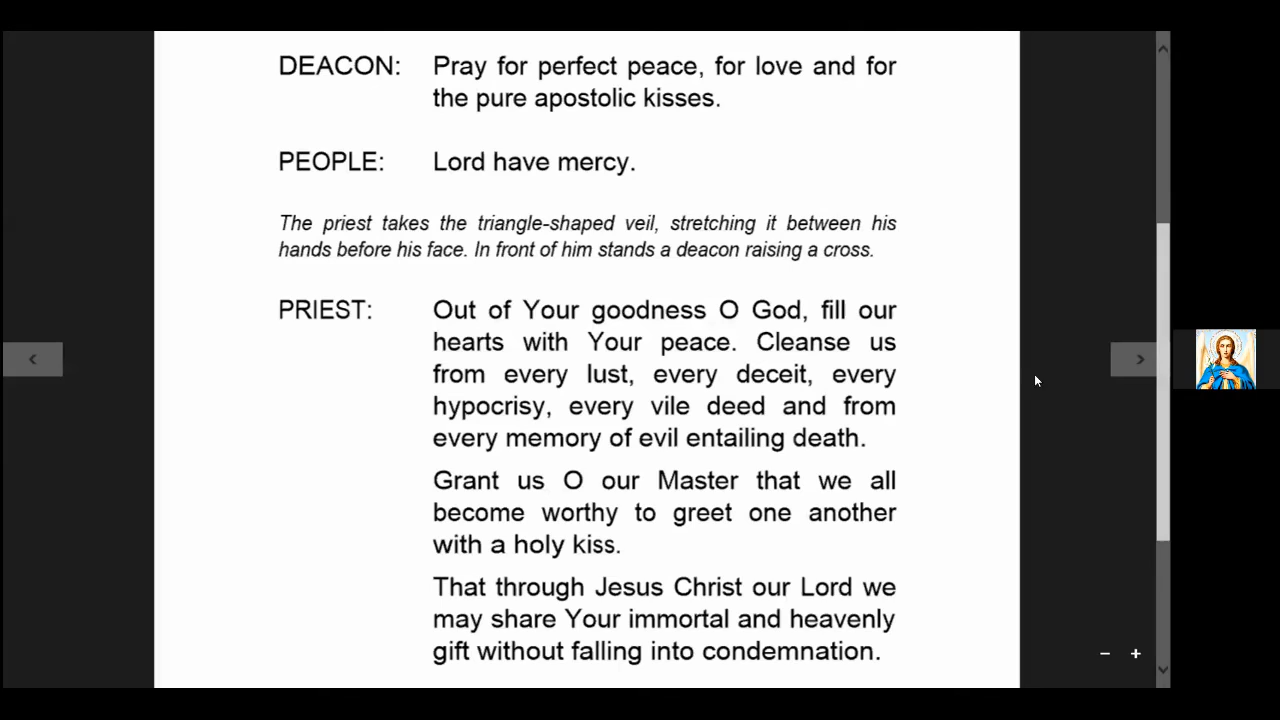 DEACON: Pray for perfect peace, for love and for
the pure apostolic kisses.
PEOPLE: Lord have mercy.
The priest takes the triangle-shaped veil, stretching it between his
hands before his face. In front of him stands a deacon raising a cross.
PRIEST: Out of Your goodness O God, fill our
hearts with Your peace. Cleanse us
from every lust, every deceit, every
hypocrisy, every vile deed and from
every memory of evil entailing death.
Grant us O our Master that we all
become worthy to greet one another
with a holy kiss.
That through Jesus Christ our Lord we
may share Your immortal and heavenly
gift without falling into condemnation.